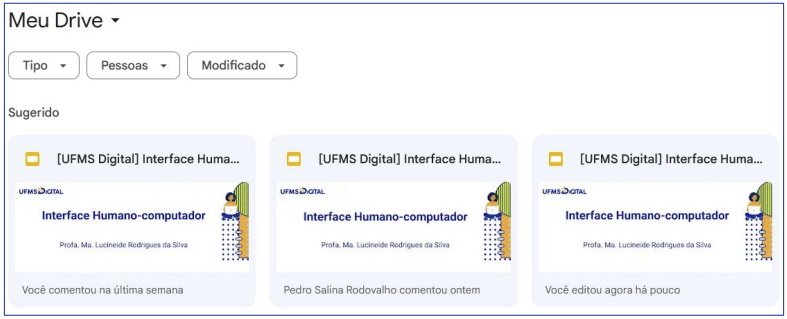 Meu Drive
Tipo Pessoas Modificado
Sugerido
[UFMS Digital] Interface Huma...
UFMS DIGITAL
Interface Humano-computador
Profa. Ma. Lucineide Rodrigues da Silva
Você comentou na última semana
[UFMS Digital] Interface Huma...
UFMS DIGITAL
Interface Humano-computador
Profa. Ma. Lucineide Rodrigues da Silva
Pedro Salina Rodovalho comentou ontem
[UFMS Digital] Interface Huma...
UFMS DIGITAL
Interface Humano-computador
Profa. Ma. Lucineide Rodrigues da Silva
Você editou agora há pouco